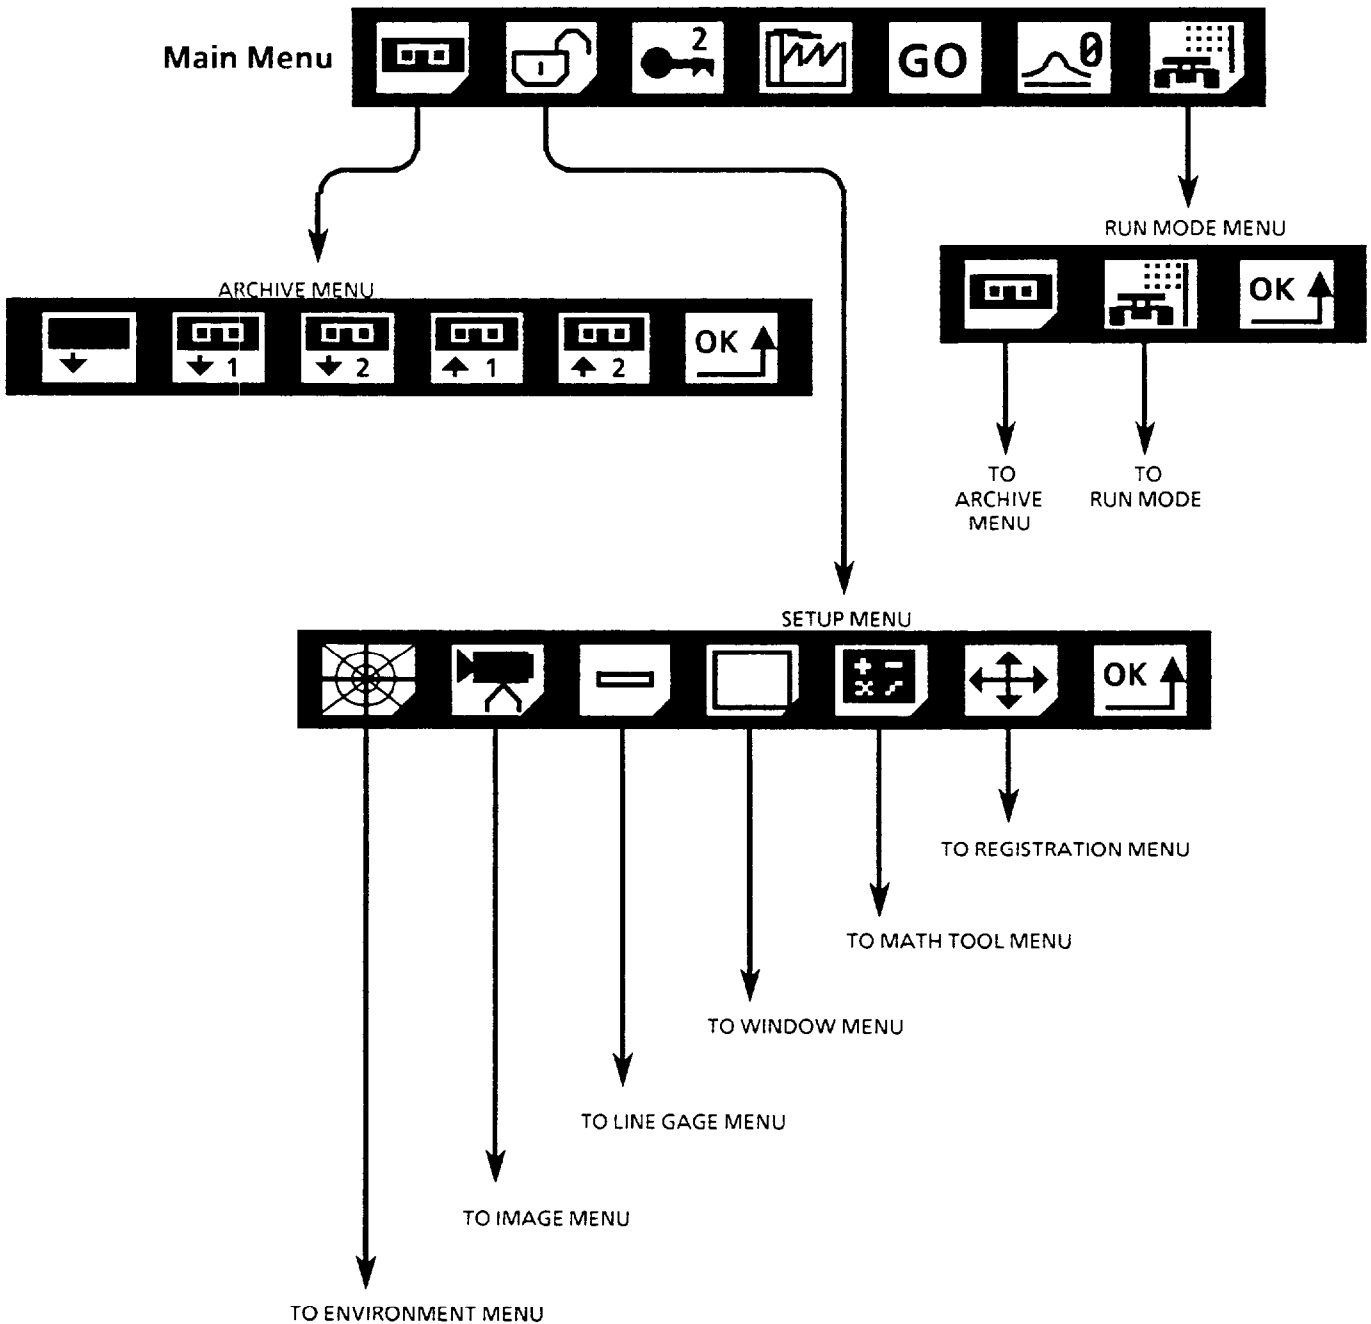 Main Menu
2
GO
0
RUN MODE MENU
OK
ARCHIVE MENU
1
2
1
2
OK
TO
ARCHIVE
MENU
TO
RUN MODE
SETUP MENU
+ −
× ∕
OK
TO REGISTRATION MENU
TO MATH TOOL MENU
TO WINDOW MENU
TO LINE GAGE MENU
TO IMAGE MENU
TO ENVIRONMENT MENU